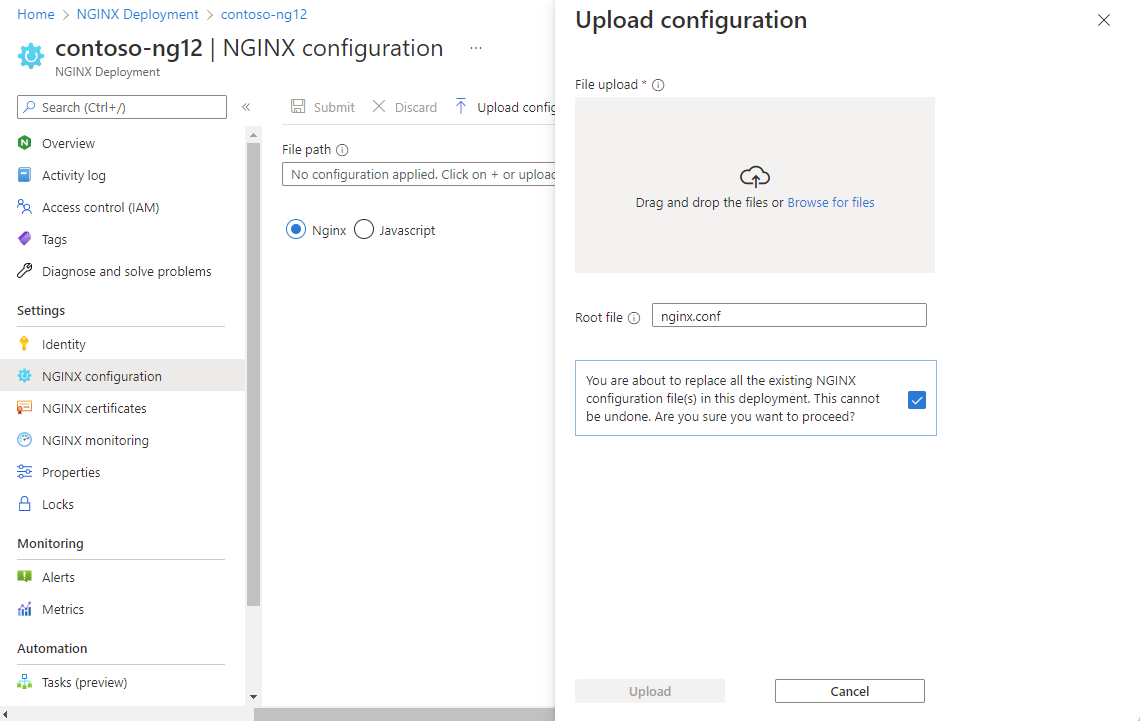 Home > NGINX Deployment > contoso-ng12
contoso-ng12 | NGINX configuration ...
NGINX Deployment
Search (Ctrl+/)
«
Overview
Activity log
Access control (IAM)
Tags
Diagnose and solve problems
Settings
Identity
NGINX configuration
NGINX certificates
NGINX monitoring
Properties
Locks
Monitoring
Alerts
Metrics
Automation
Tasks (preview)
Submit Discard Upload config
File path
No configuration applied. Click on + or upload
Nginx Javascript
Upload configuration
File upload *
Drag and drop the files or Browse for files
Root file nginx.conf
You are about to replace all the existing NGINX
configuration file(s) in this deployment. This cannot
be undone. Are you sure you want to proceed?
Upload Cancel